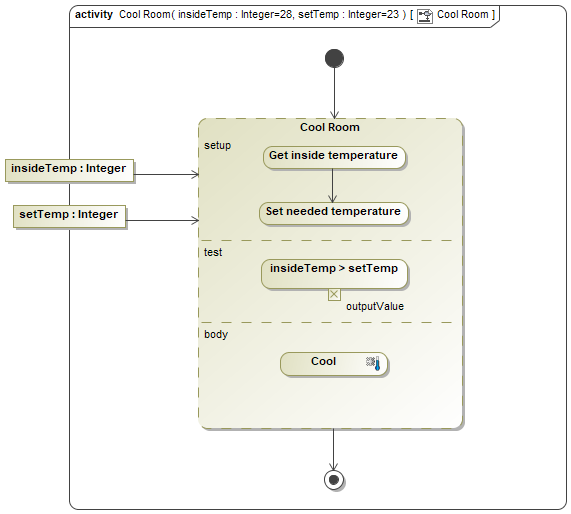 activity Cool Room( insideTemp : Integer=28, setTemp : Integer=23 ) [ Cool Room ]
Cool Room
setup
Get inside temperature
insideTemp : Integer
setTemp : Integer
Set needed temperature
test
insideTemp > setTemp
outputValue
body
Cool